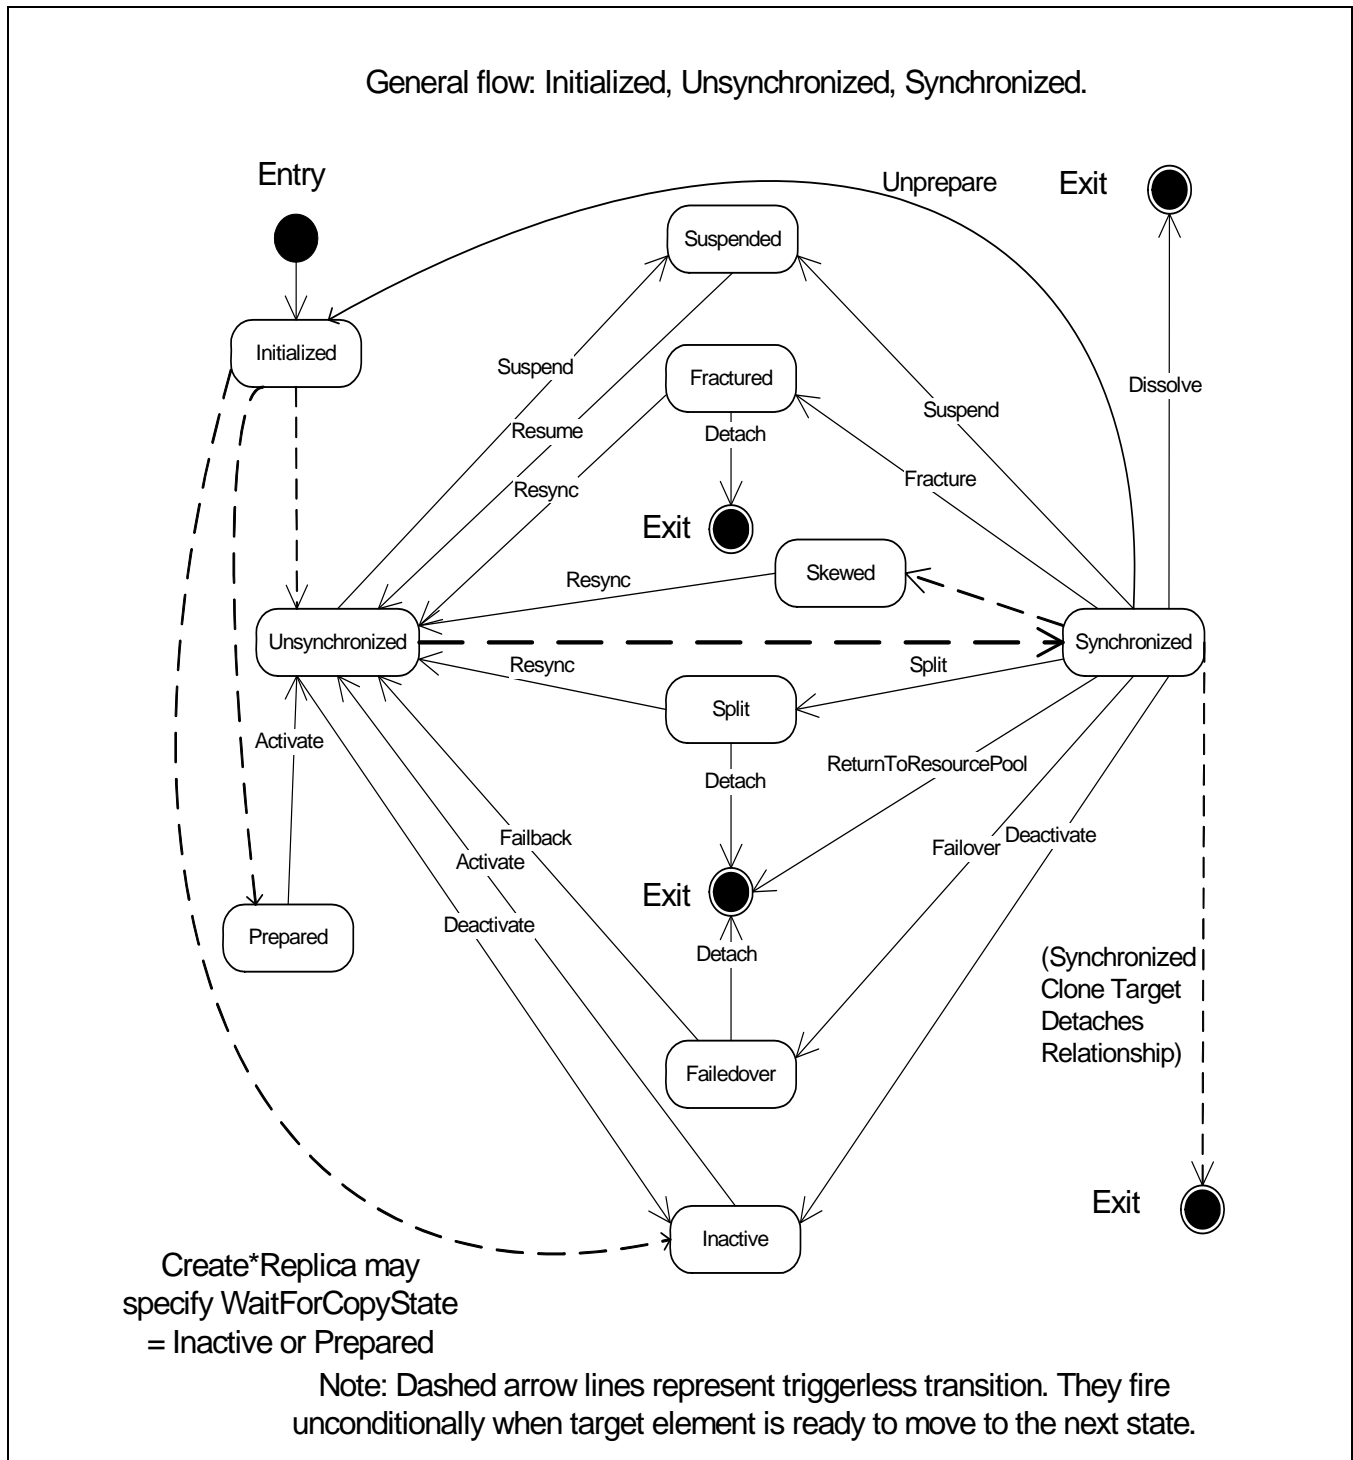 General flow: Initialized, Unsynchronized, Synchronized.
Entry
Unprepare
Exit
Suspended
Initialized
Suspend
Fractured
Dissolve
Suspend
Resume
Detach
Fracture
Resync
Exit
Skewed
Resync
Unsynchronized
Synchronized
Resync
Split
Split
Activate
ReturnToResourcePool
Detach
Failback
Activate
Failover
Deactivate
Exit
Deactivate
Prepared
Detach
(Synchronized
Clone Target
Detaches
Relationship)
Failedover
Exit
Inactive
Create*Replica may
specify WaitForCopyState
= Inactive or Prepared
Note: Dashed arrow lines represent triggerless transition. They fire
unconditionally when target element is ready to move to the next state.